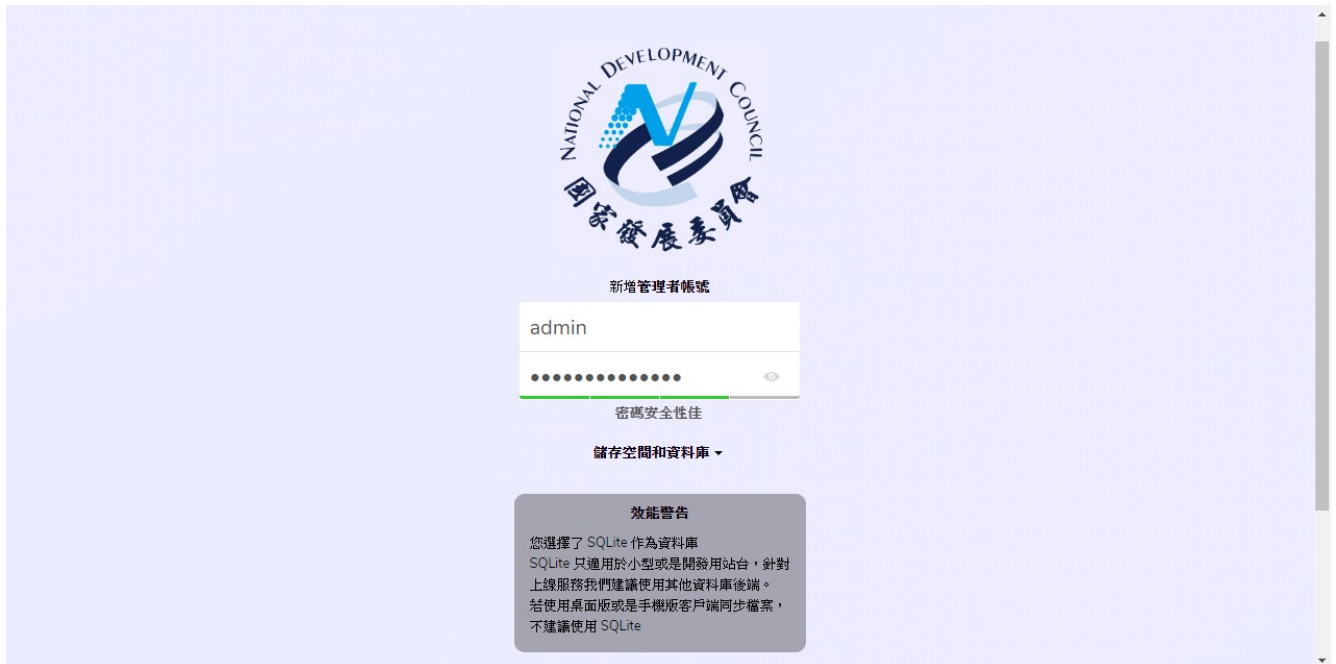 NATIONAL DEVELOPMENT COUNCIL
國家發展委員會
新增管理者帳號
admin
●●●●●●●●●●●●●●
密碼安全性佳
儲存空間和資料庫
效能警告
您選擇了 SQLite 作為資料庫
SQLite 只適用於小型或是開發用站台，針對
上線服務我們建議使用其他資料庫後端。
若使用桌面版或是手機版客戶端同步檔案，
不建議使用 SQLite